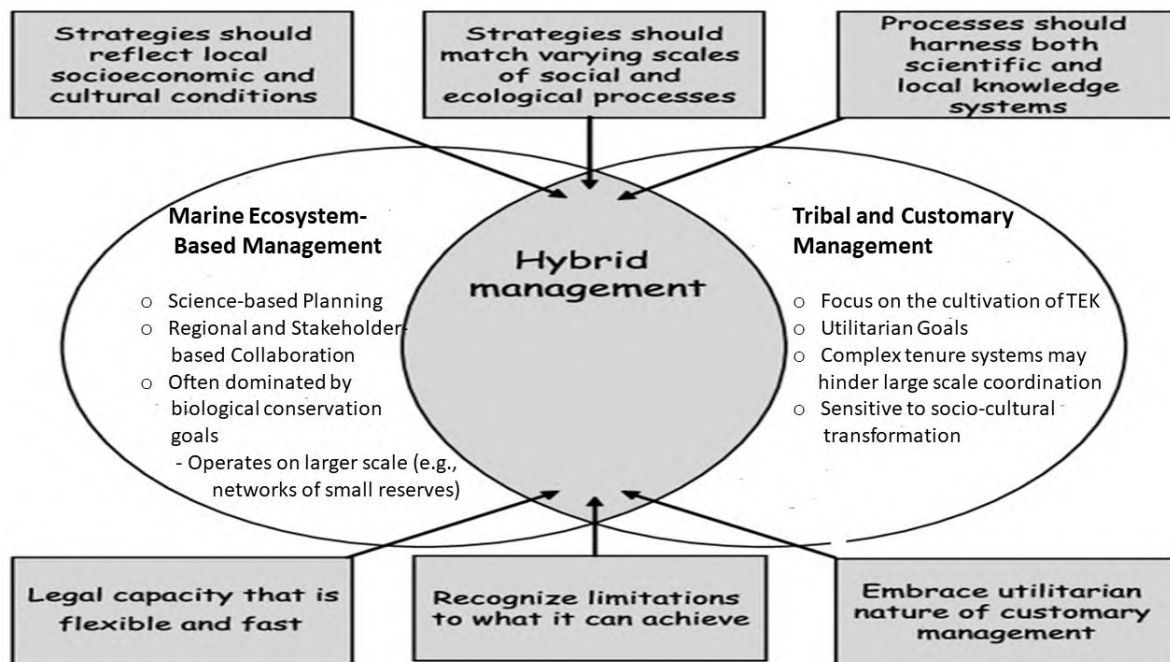 Strategies should
reflect local
socioeconomic and
cultural conditions
Strategies should
match varying scales
of social and
ecological processes
Processes should
harness both
scientific and
local knowledge
systems
Marine Ecosystem-
Based Management
○ Science-based Planning
○ Regional and Stakeholder-
based Collaboration
○ Often dominated by
biological conservation
goals
- Operates on larger scale (e.g.,
networks of small reserves)
Hybrid
management
Tribal and Customary
Management
○ Focus on the cultivation of TEK
○ Utilitarian Goals
○ Complex tenure systems may
hinder large scale coordination
○ Sensitive to socio-cultural
transformation
Legal capacity that is
flexible and fast
Recognize limitations
to what it can achieve
Embrace utilitarian
nature of customary
management